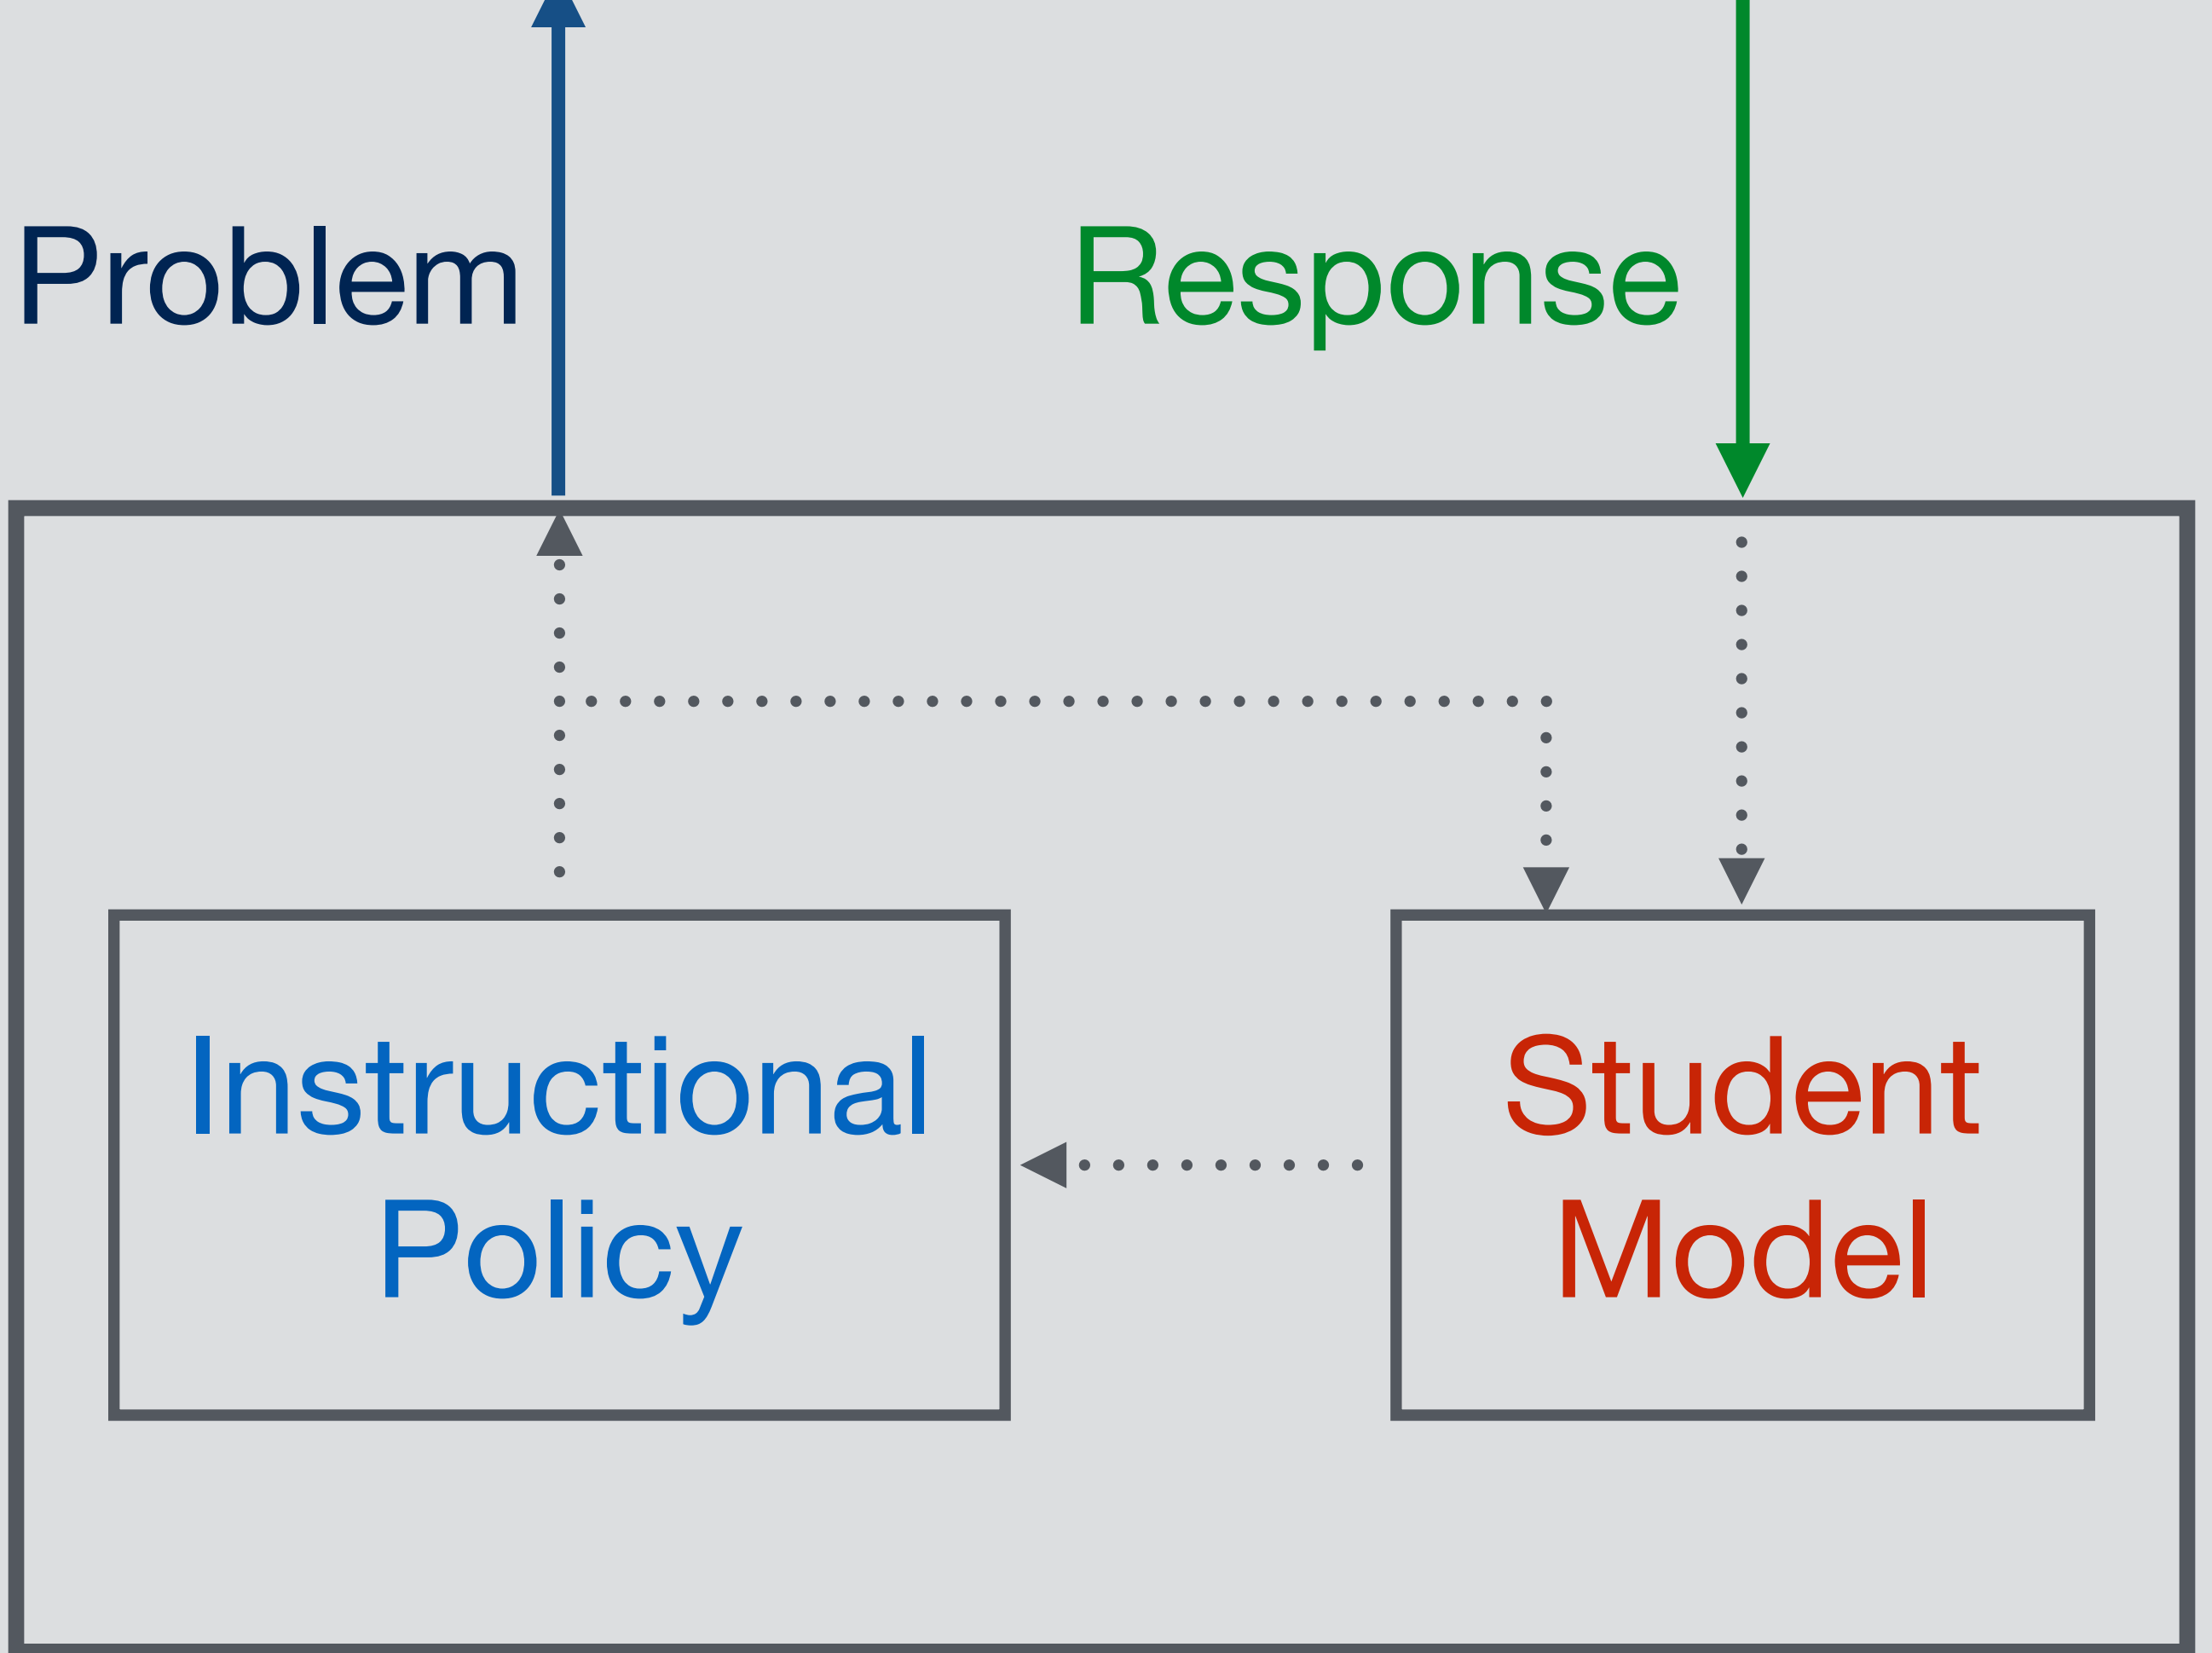 Problem
Response
Instructional
Policy
Student
Model